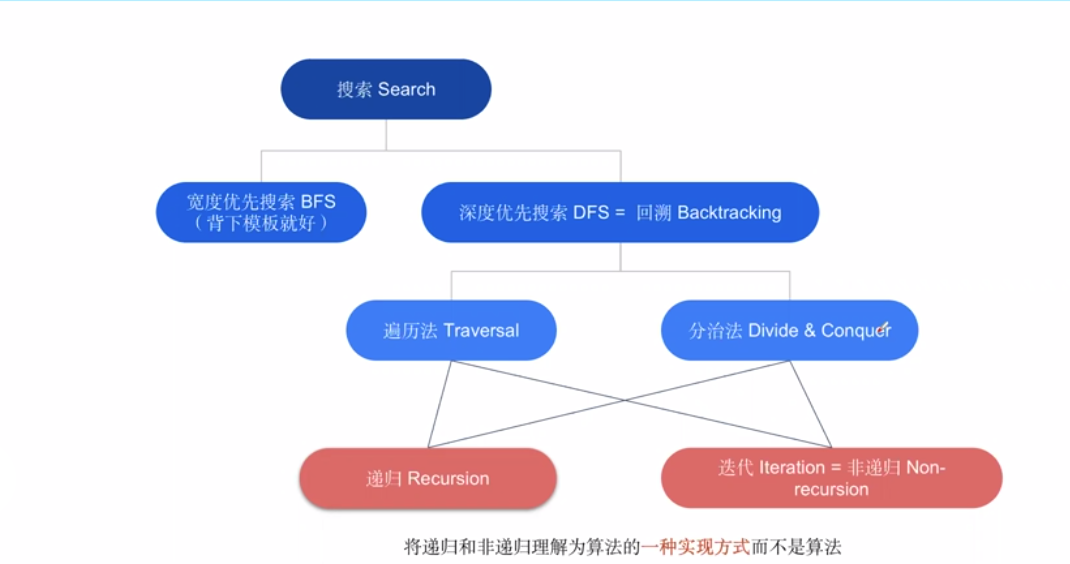 搜索 Search
宽度优先搜索 BFS
（背下模板就好）
深度优先搜索 DFS = 回溯 Backtracking
遍历法 Traversal
分治法 Divide & Conquer
递归 Recursion
迭代 Iteration = 非递归 Non-
recursion
将递归和非递归理解为算法的一种实现方式而不是算法